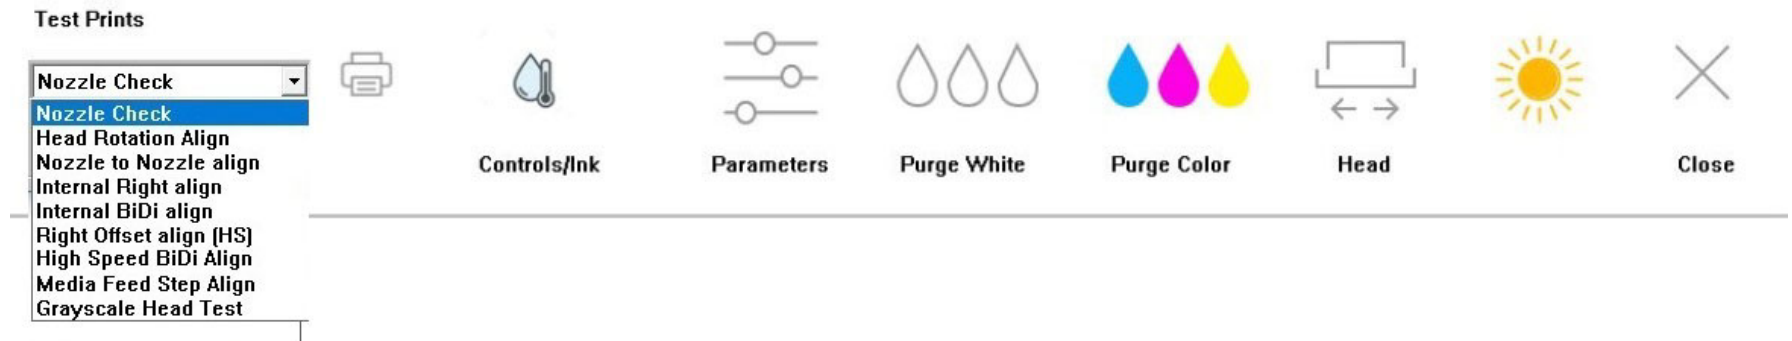 Test Prints
Nozzle Check
Nozzle Check
Head Rotation Align
Nozzle to Nozzle align
Internal Right align
Internal BiDi align
Right Offset align (HS)
High Speed BiDi Align
Media Feed Step Align
Grayscale Head Test
Controls/Ink
Parameters
Purge White
Purge Color
Head
Close